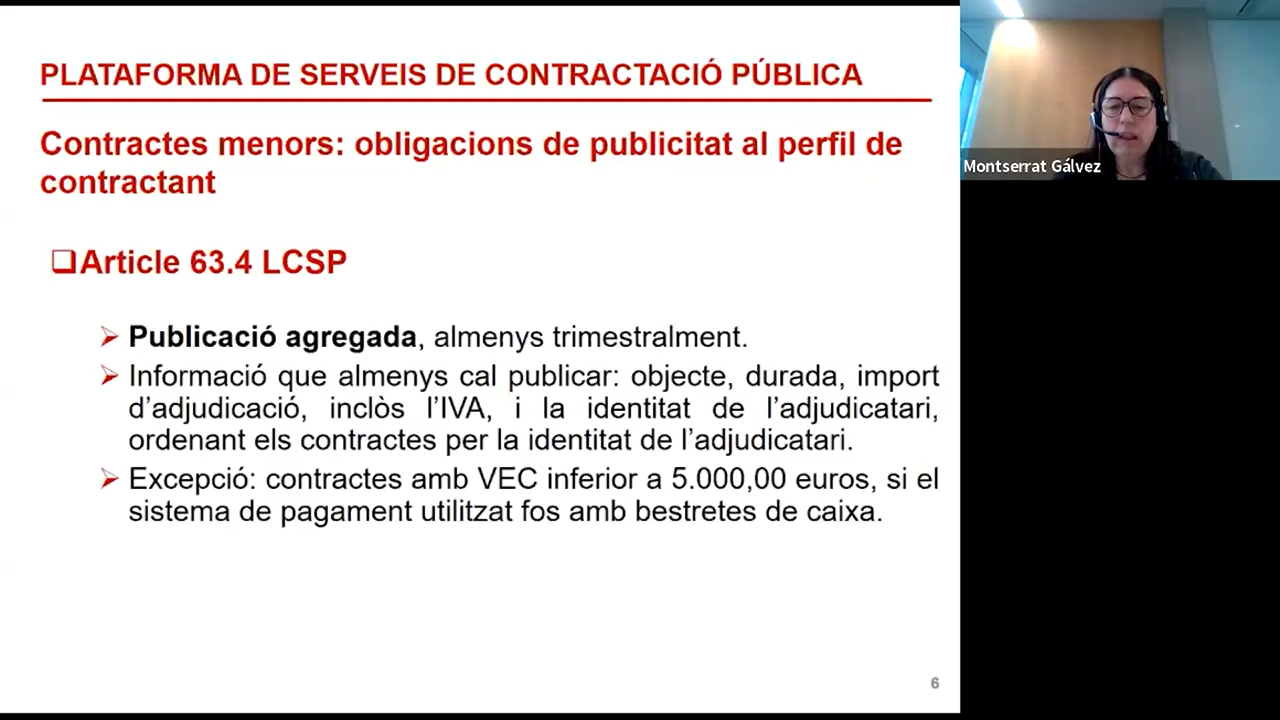 PLATAFORMA DE SERVEIS DE CONTRACTACIÓ PÚBLICA
Contractes menors: obligacions de publicitat al perfil de
contractant
Article 63.4 LCSP
Publicació agregada, almenys trimestralment.
Informació que almenys cal publicar: objecte, durada, import
d’adjudicació, inclòs l’IVA, i la identitat de l’adjudicatari,
ordenant els contractes per la identitat de l’adjudicatari.
Excepció: contractes amb VEC inferior a 5.000,00 euros, si el
sistema de pagament utilitzat fos amb bestretes de caixa.
6
Montserrat Gálvez